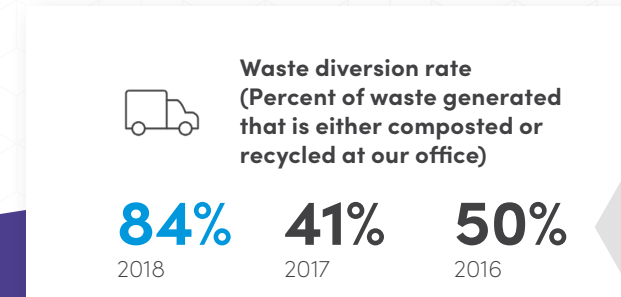 Waste diversion rate
(Percent of waste generated
that is either composted or
recycled at our office)
84% 41% 50%
2018 2017 2016